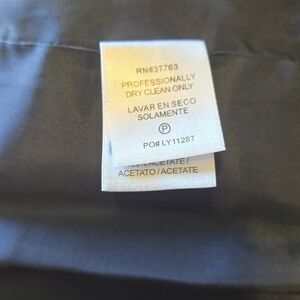 RN#37763
PROFESSIONALLY
DRY CLEAN ONLY
LAVAR EN SECO
SOLAMENTE
P
PO# LY11287
ACETATE/
ACETATO / ACETATE